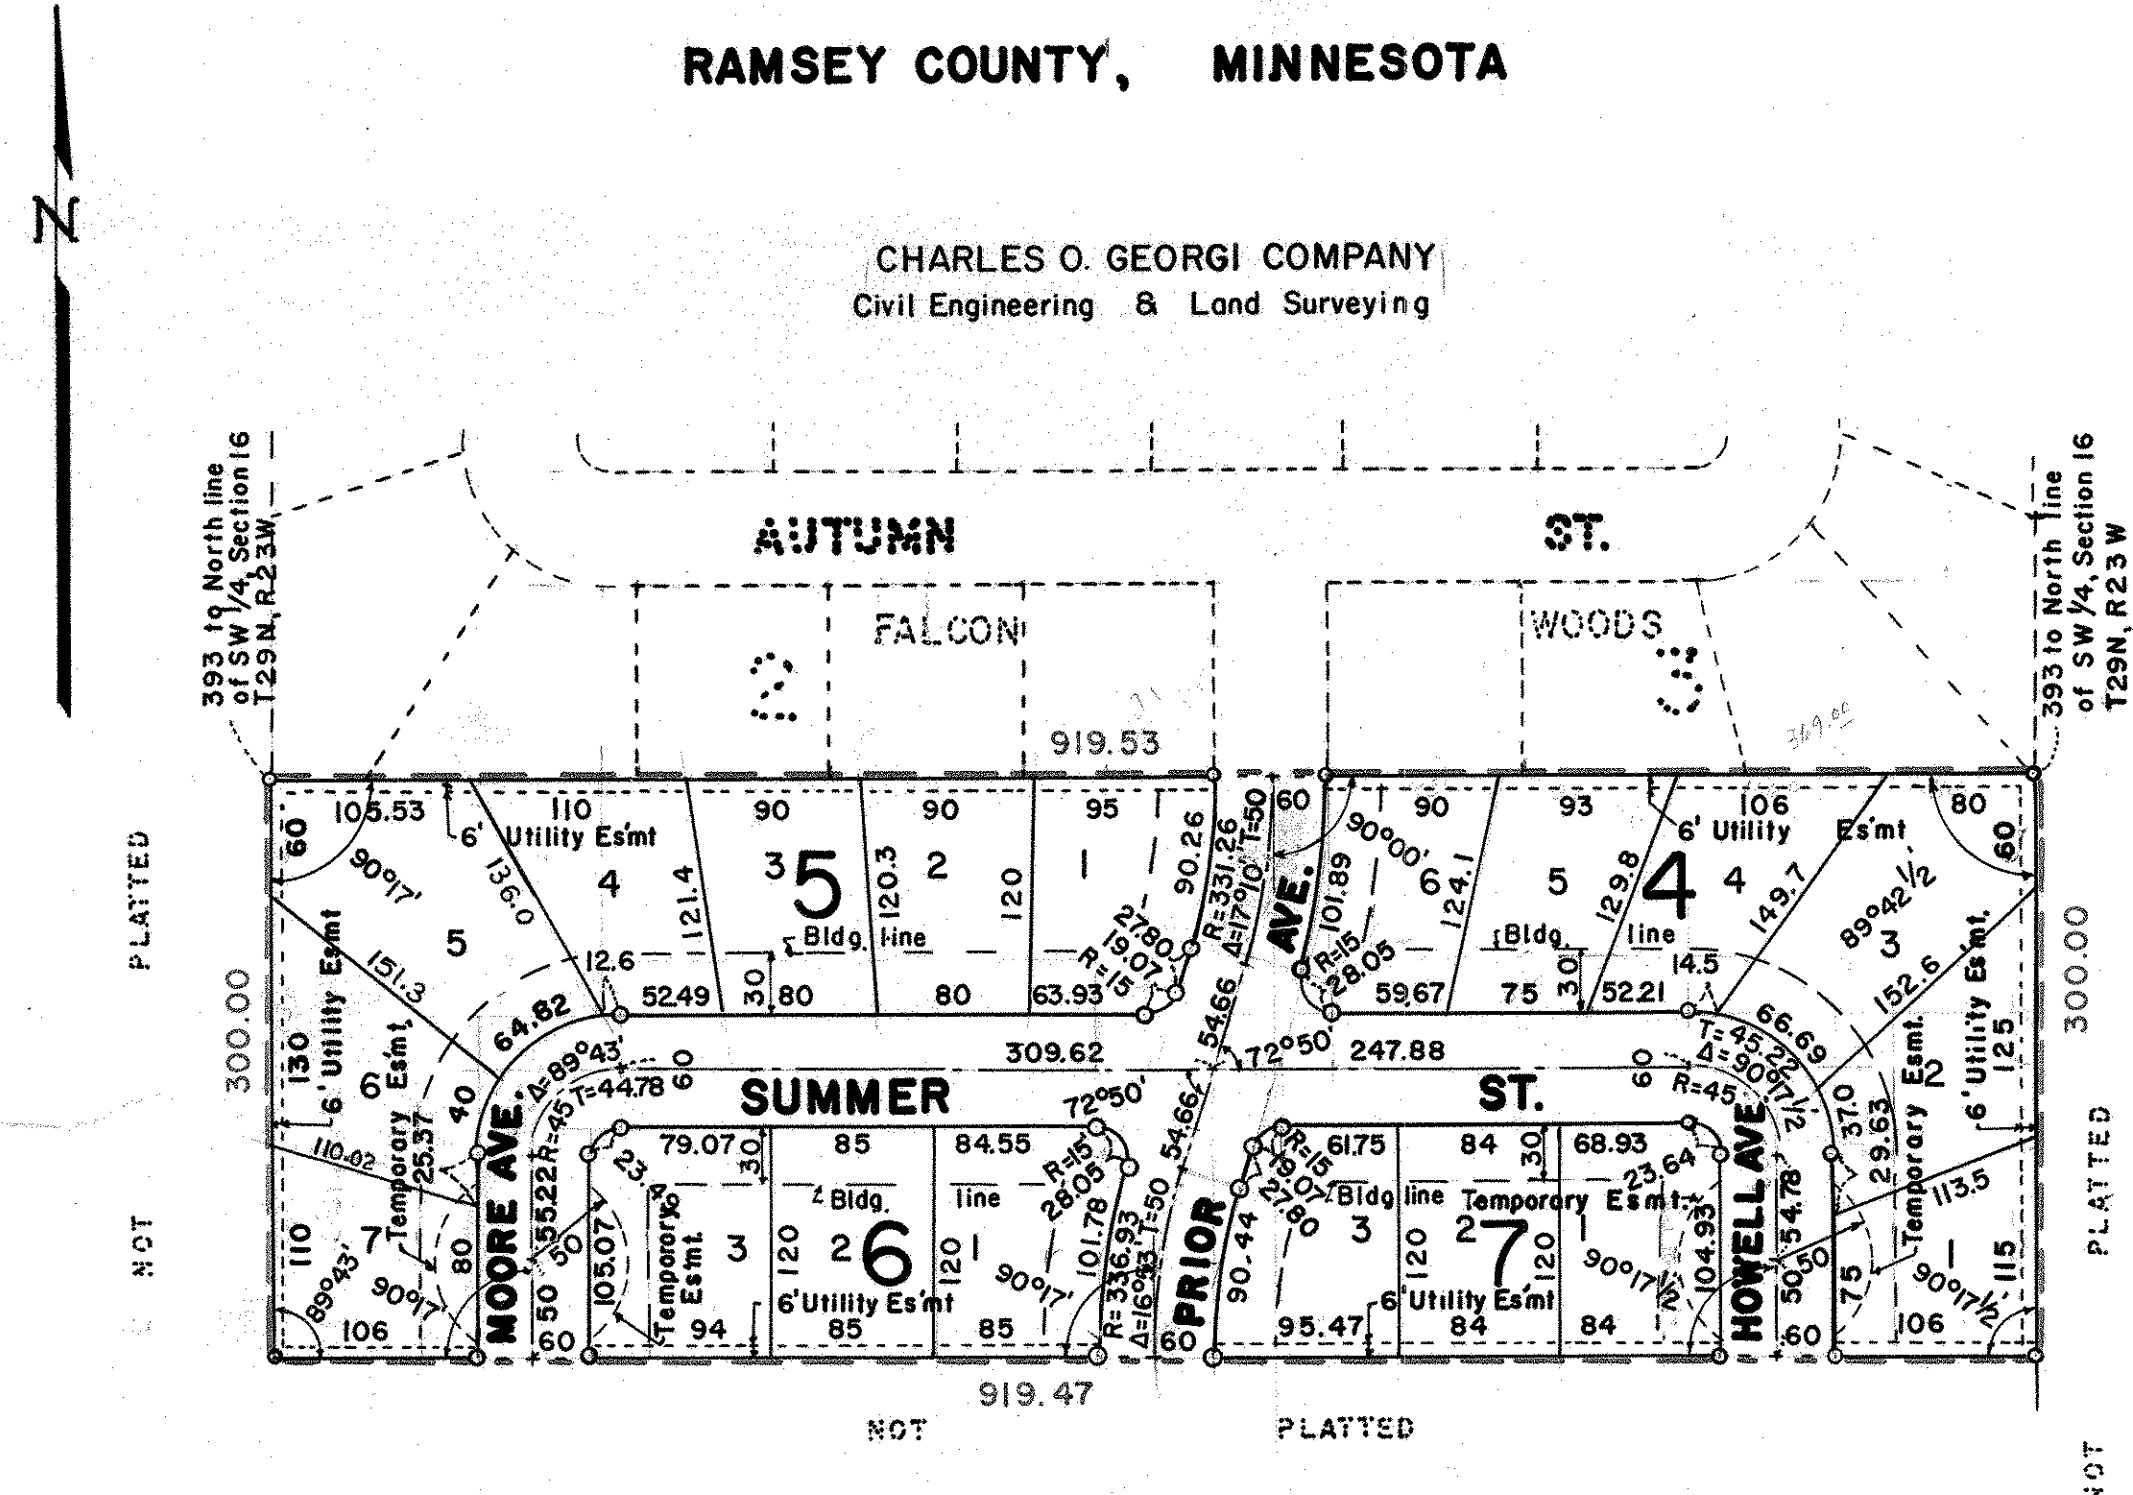 RAMSEY COUNTY, MINNESOTA
N
CHARLES O. GEORGI COMPANY
Civil Engineering & Land Surveying
393 to North line
of SW 1/4, Section 16
T29N, R23W
393 to North line
of SW 1/4, Section 16
T29N, R23W
AUTUMN ST.
FALCON WOODS
2
3
919.53
369.00
PLATTED
NOT
300.00
60
105.53
110
90
90
95
60
90
93
106
80
60
6' Utility Es'mt
6' Utility Es'mt
90°17'
136.0
4
121.4
3
5
120.3
2
120
1
90.26
R=331.26
Δ=17°10'
T=50
AVE.
101.89
90°00'
6
124.1
5
129.8
4
4
149.7
89°42 1/2'
3
5
151.3
Bldg. line
27.80
19.07
R=15
R=15
28.05
Bldg. line
152.6
6' Utility Es'mt
6' Utility Es'mt.
12.6
52.49
30
80
80
63.93
54.66
59.67
75
30
52.21
14.5
64.82
66.69
130
6
40
Δ=89°43'
T=44.78
R=45
60
309.62
72°50'
247.88
60
T=45.22
Δ=90°17 1/2'
R=45
37.0
2
125
300.00
SUMMER ST.
Temporary Es'mt.
25.37
110.02
MOORE AVE.
55.22
79.07
30
85
84.55
72°50'
R=15
28.05
54.66
R=15
19.07
27.80
61.75
84
30
68.93
23.64
29.63
Temporary Esmt.
113.5
Bldg. line
Bldg line
Temporary Esmt.
110
7
80
89°43'
90°17'
106
50
50
60
105.07
Temporary Es'mt.
3
120
2
6
120
1
90°17'
101.78
R=336.93
Δ=16°53'
T=50
60
PRIOR
90.44
3
120
2
7
120
1
90°17 1/2'
104.93
HOWELL AVE
54.78
50
50
60
75
1
90°17 1/2'
115
106
6' Utility Es'mt
94
85
85
6' Utility Es'mt
95.47
84
84
919.47
NOT PLATTED
PLATTED
NOT